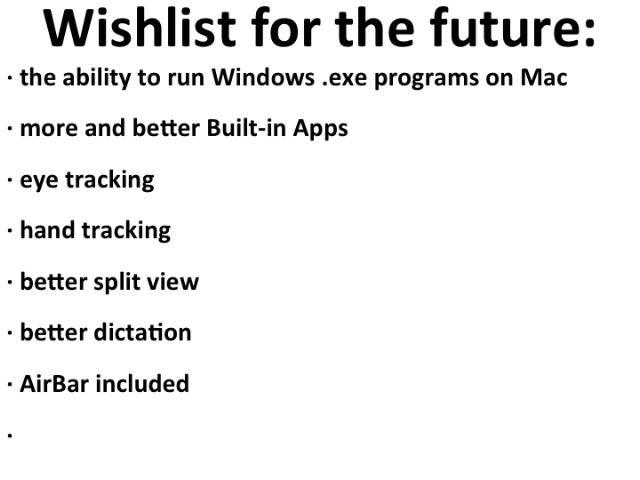 Wishlist for the future:
· the ability to run Windows .exe programs on Mac
· more and better Built-in Apps
· eye tracking
· hand tracking
· better split view
· better dictation
· AirBar included
·